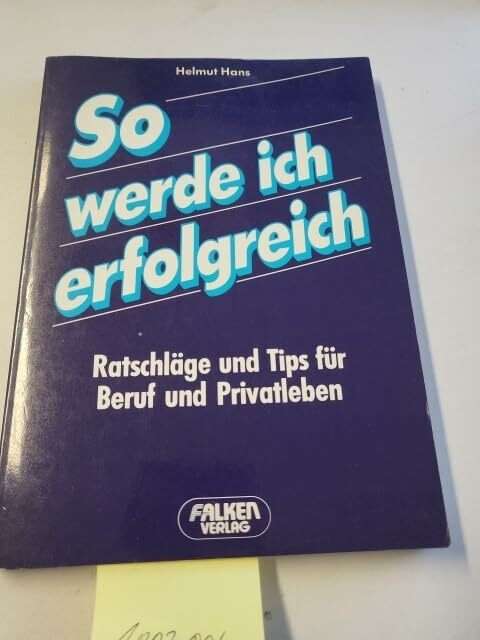 Helmut Hans
So
werde ich
erfolgreich
Ratschläge und Tips für
Beruf und Privatleben
FALKEN
VERLAG